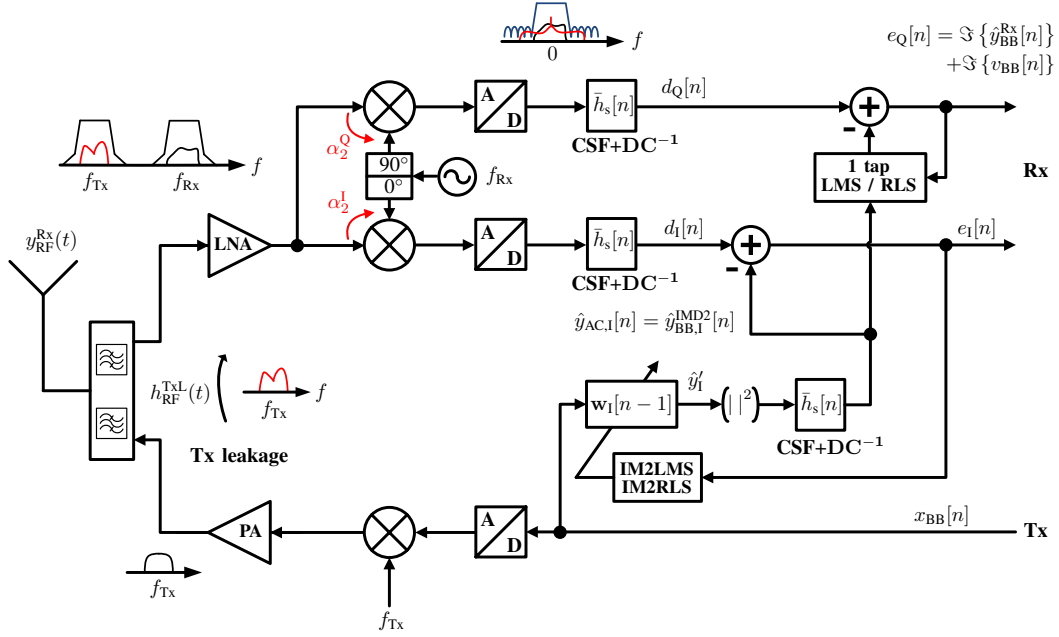 f
0
e_Q[n] = ℑ{ŷ_BB^Rx[n]}
+ℑ{v_BB[n]}
A
D
h̄_s[n]
d_Q[n]
+
-
CSF+DC⁻¹
α_2^Q
90°
0°
f_Rx
1 tap
LMS / RLS
Rx
f_Tx
f_Rx
f
α_2^I
y_RF^Rx(t)
LNA
A
D
h̄_s[n]
d_I[n]
+
-
e_I[n]
CSF+DC⁻¹
ŷ_AC,I[n] = ŷ_BB,I^IMD2[n]
h_RF^TxL(t)
f_Tx
f
w_I[n − 1]
ŷ′_I
(| |²)
h̄_s[n]
CSF+DC⁻¹
Tx leakage
IM2LMS
IM2RLS
PA
A
D
x_BB[n]
Tx
f_Tx
f_Tx